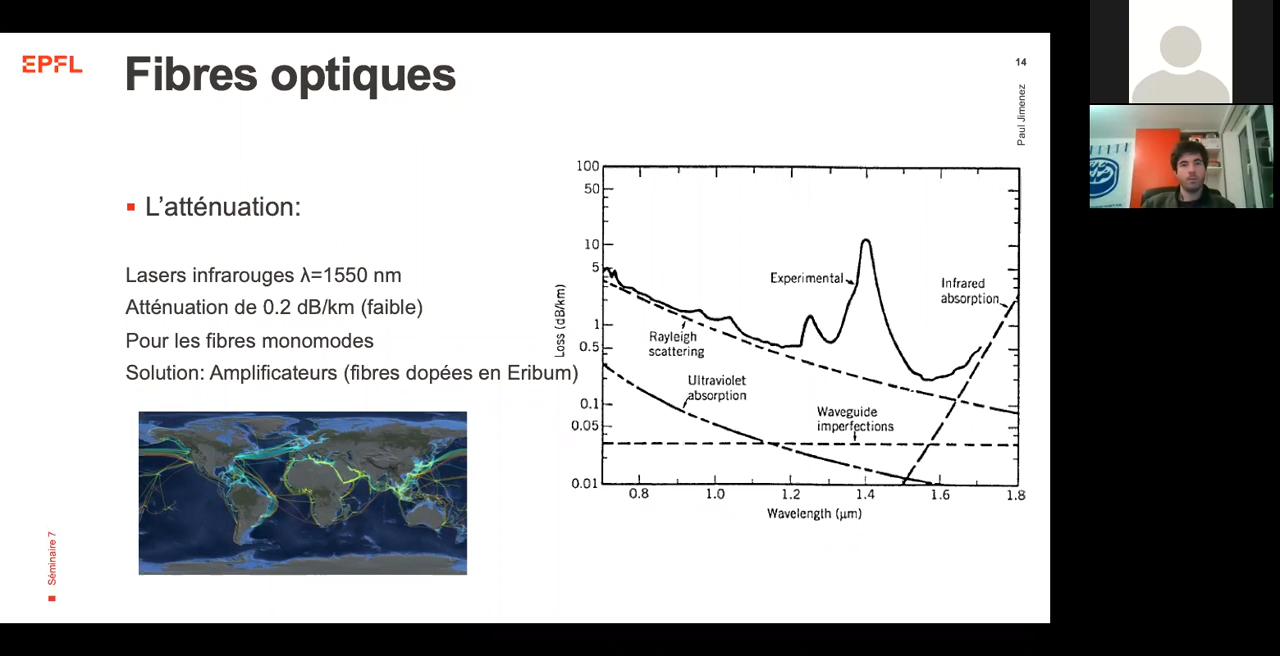 EPFL
Fibres optiques
14
Paul Jimenez
L'atténuation:
Lasers infrarouges λ=1550 nm
Atténuation de 0.2 dB/km (faible)
Pour les fibres monomodes
Solution: Amplificateurs (fibres dopées en Eribum)
Séminaire 7
100
50
10
5
1
0.5
0.1
0.05
0.01
Loss (dB/km)
Experimental
Infrared
absorption
Rayleigh
scattering
Ultraviolet
absorption
Waveguide
imperfections
0.8 1.0 1.2 1.4 1.6 1.8
Wavelength (μm)